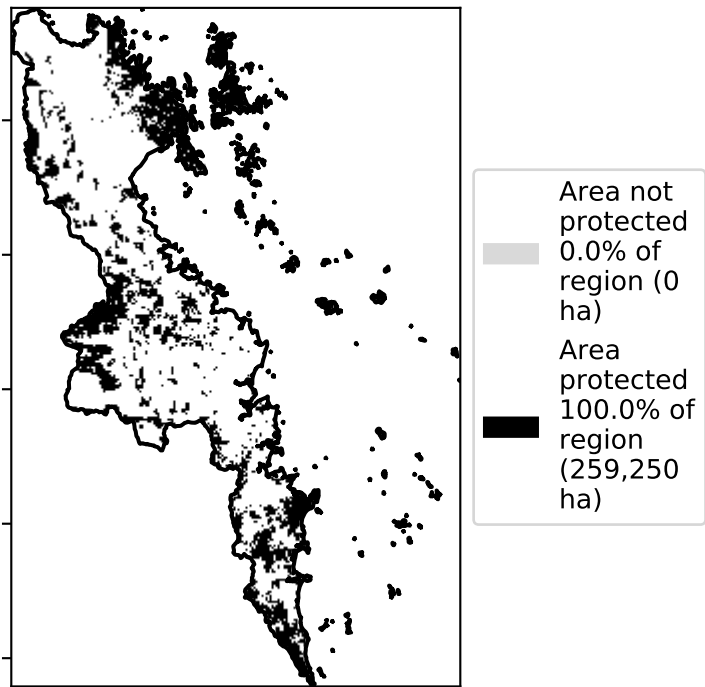 Area not
protected
0.0% of
region (0
ha)
Area
protected
100.0% of
region
(259,250
ha)